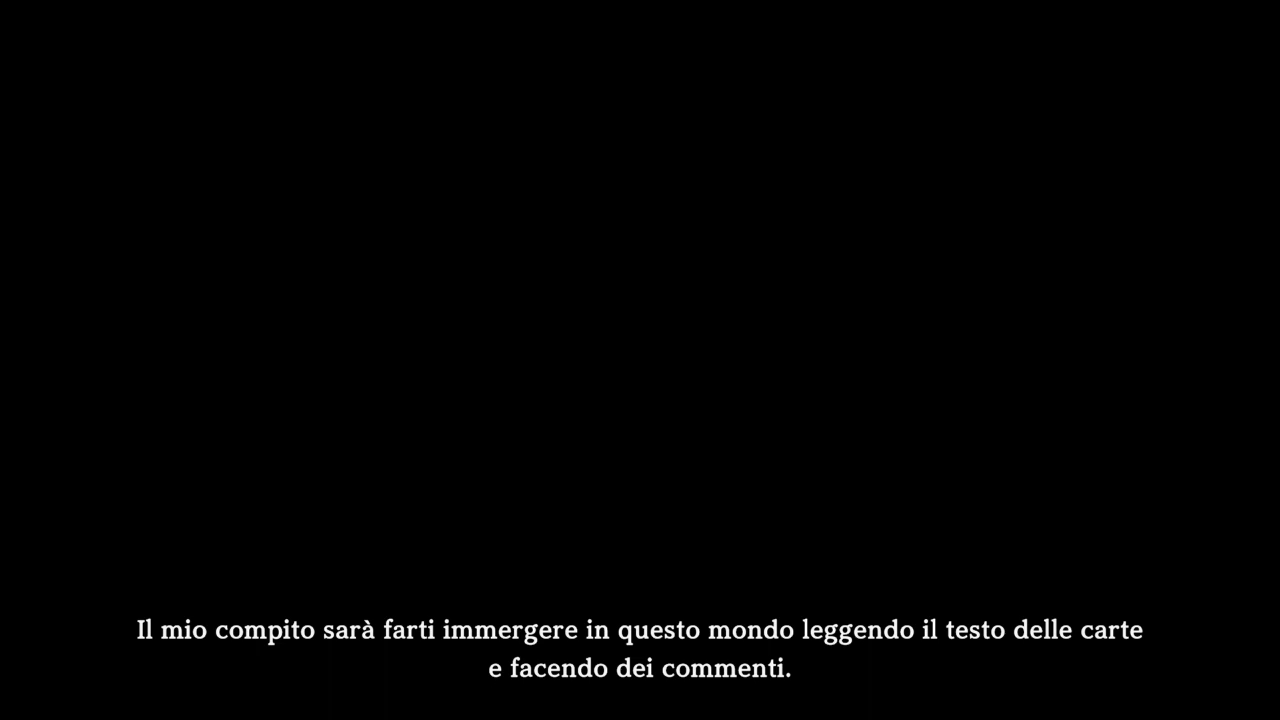 Il mio compito sarà farti immergere in questo mondo leggendo il testo delle carte
e facendo dei commenti.